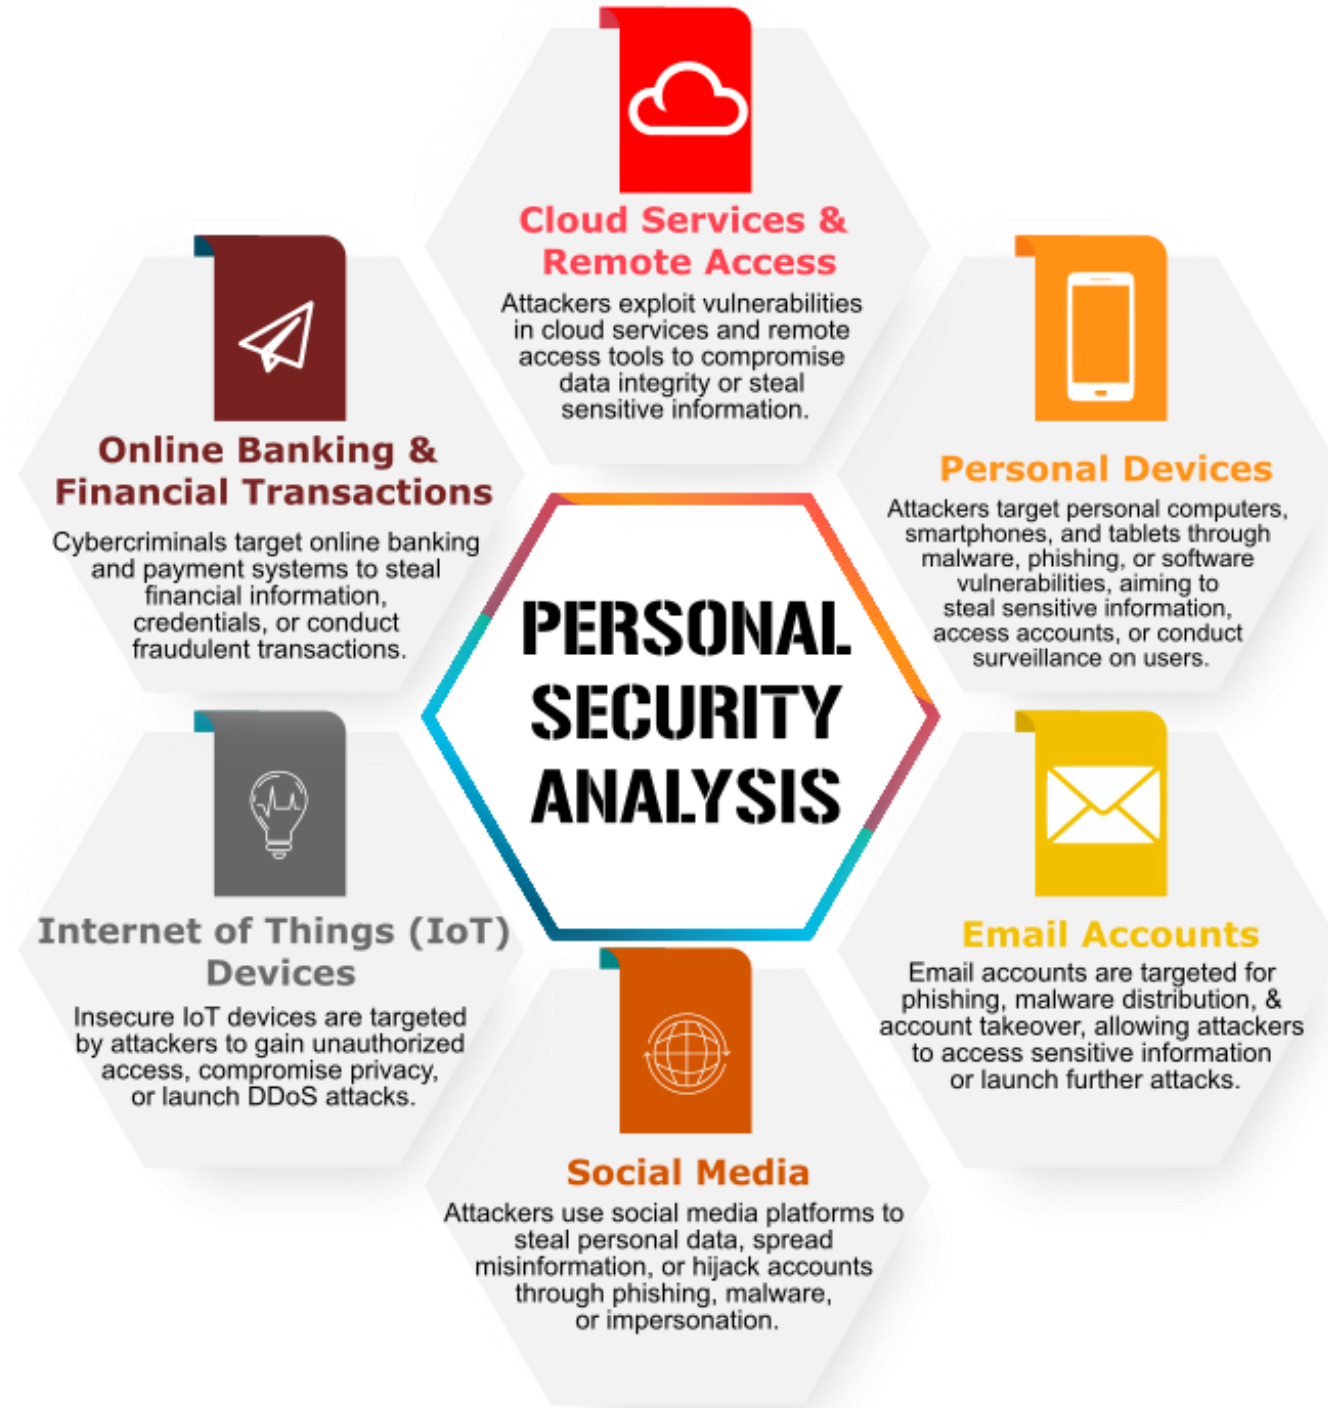 Cloud Services &
Remote Access
Attackers exploit vulnerabilities
in cloud services and remote
access tools to compromise
data integrity or steal
sensitive information.
Online Banking &
Financial Transactions
Cybercriminals target online banking
and payment systems to steal
financial information,
credentials, or conduct
fraudulent transactions.
Personal Devices
Attackers target personal computers,
smartphones, and tablets through
malware, phishing, or software
vulnerabilities, aiming to
steal sensitive information,
access accounts, or conduct
surveillance on users.
PERSONAL
SECURITY
ANALYSIS
Internet of Things (IoT)
Devices
Insecure IoT devices are targeted
by attackers to gain unauthorized
access, compromise privacy,
or launch DDoS attacks.
Email Accounts
Email accounts are targeted for
phishing, malware distribution, &
account takeover, allowing attackers
to access sensitive information
or launch further attacks.
Social Media
Attackers use social media platforms to
steal personal data, spread
misinformation, or hijack accounts
through phishing, malware,
or impersonation.